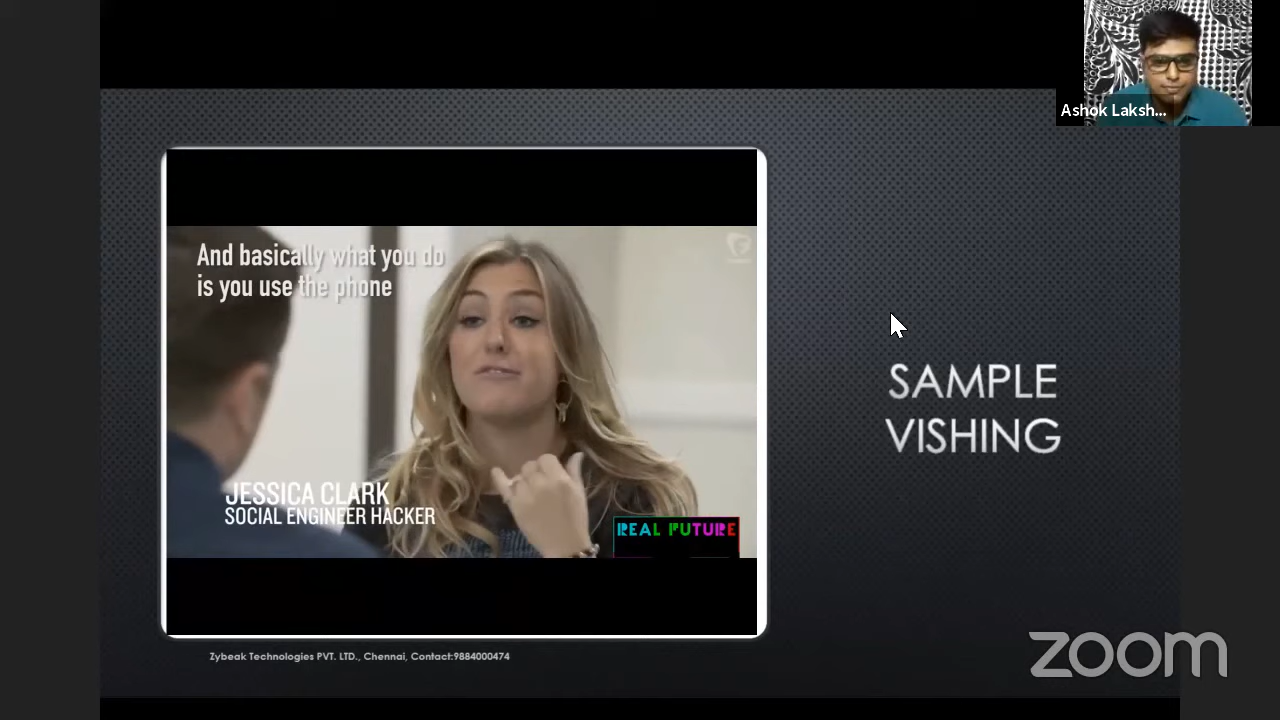 Ashok Laksh...
And basically what you do
is you use the phone
JESSICA CLARK
SOCIAL ENGINEER HACKER
REAL FUTURE
SAMPLE
VISHING
Zybeak Technologies PVT. LTD., Chennai, Contact:9884000474
zoom